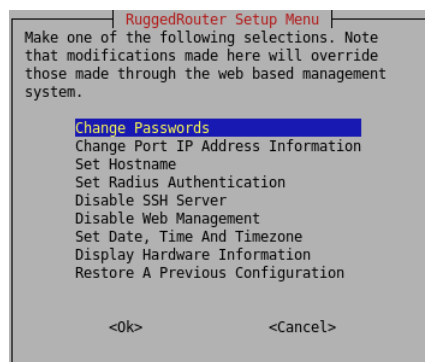 RuggedRouter Setup Menu
Make one of the following selections. Note
that modifications made here will override
those made through the web based management
system.
Change Passwords
Change Port IP Address Information
Set Hostname
Set Radius Authentication
Disable SSH Server
Disable Web Management
Set Date, Time And Timezone
Display Hardware Information
Restore A Previous Configuration
<Ok> <Cancel>